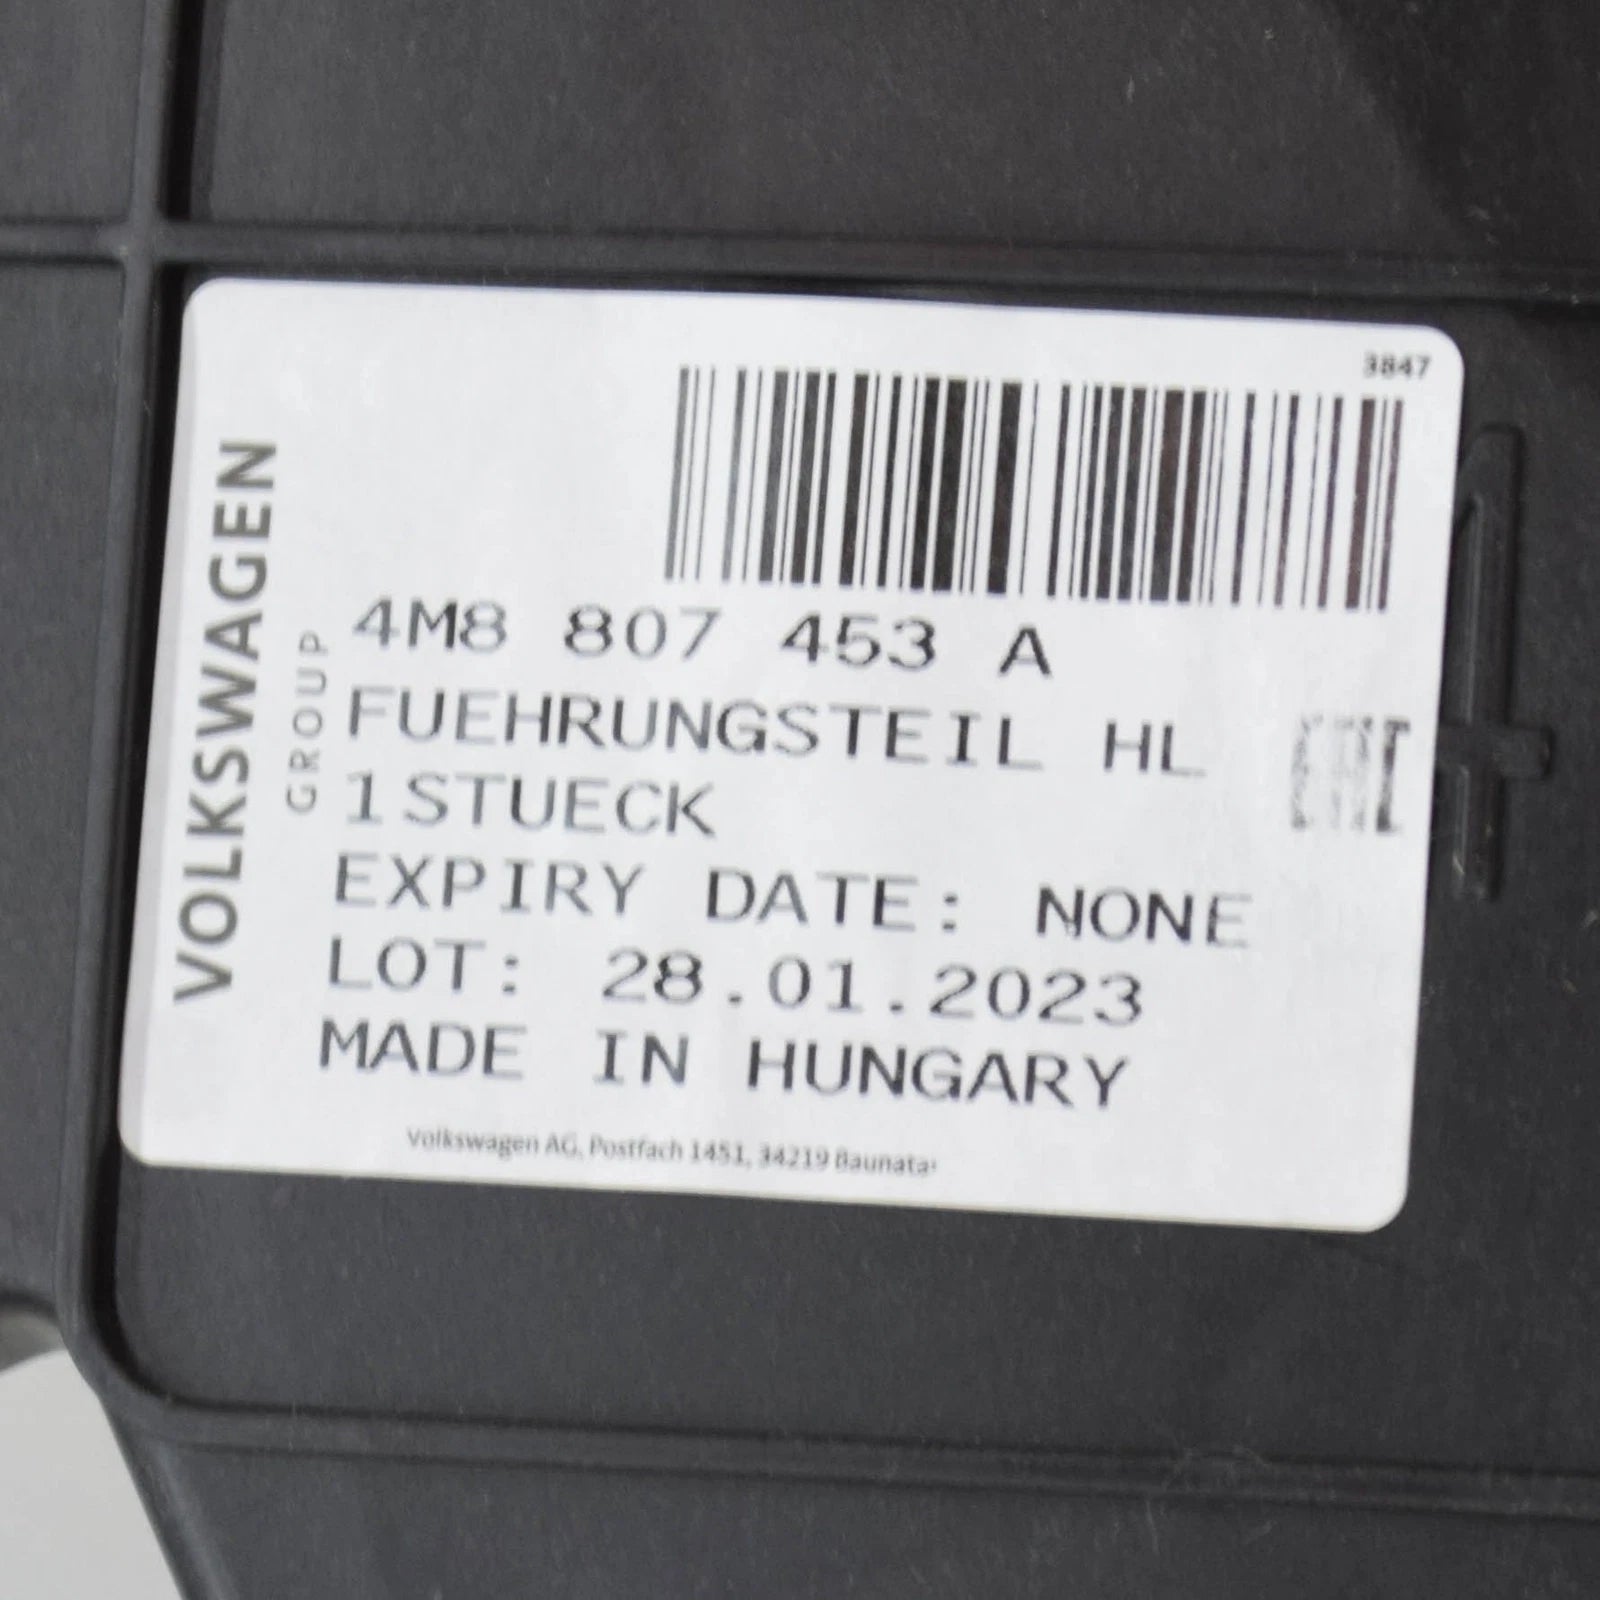 3847
VOLKSWAGEN
GROUP
4M8 807 453 A
FUEHRUNGSTEIL HL
1STUECK
EXPIRY DATE: NONE
LOT: 28.01.2023
MADE IN HUNGARY
Volkswagen AG, Postfach 1451, 34219 Baunatal
4